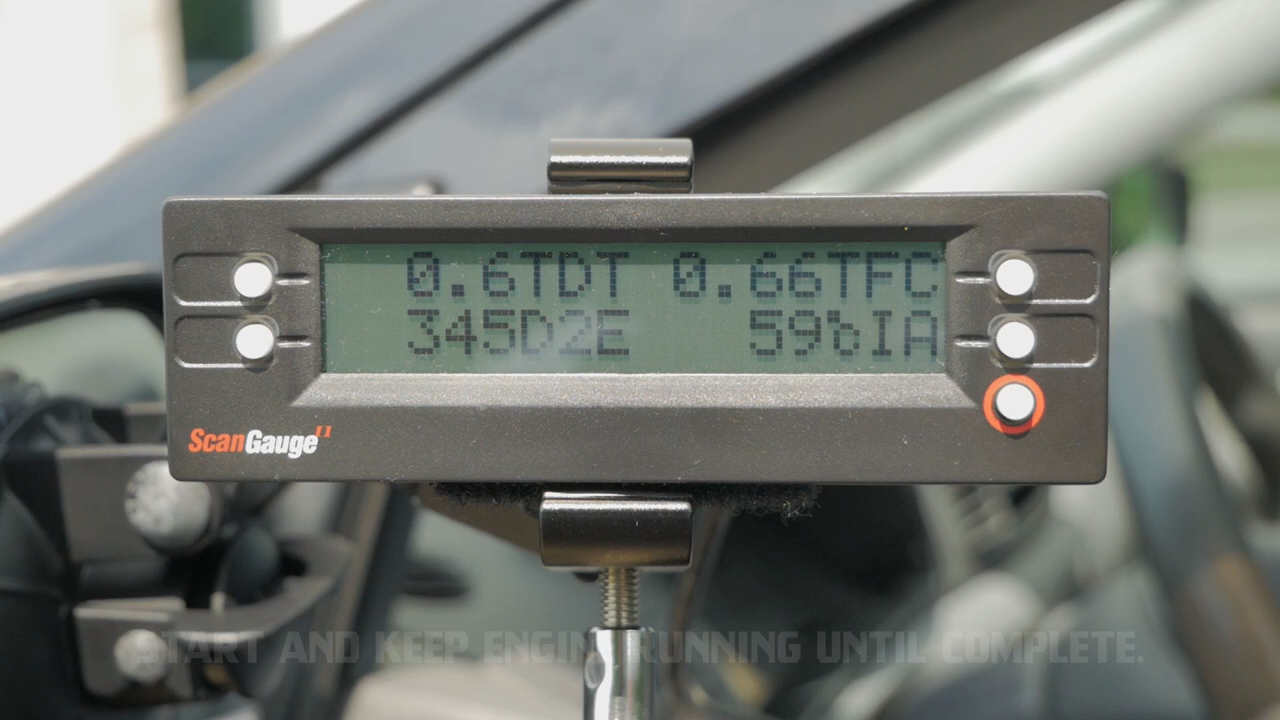 0.6TDT 0.66TFC
345D2E 59°IA
ScanGauge II
START AND KEEP ENGINE RUNNING UNTIL COMPLETE.